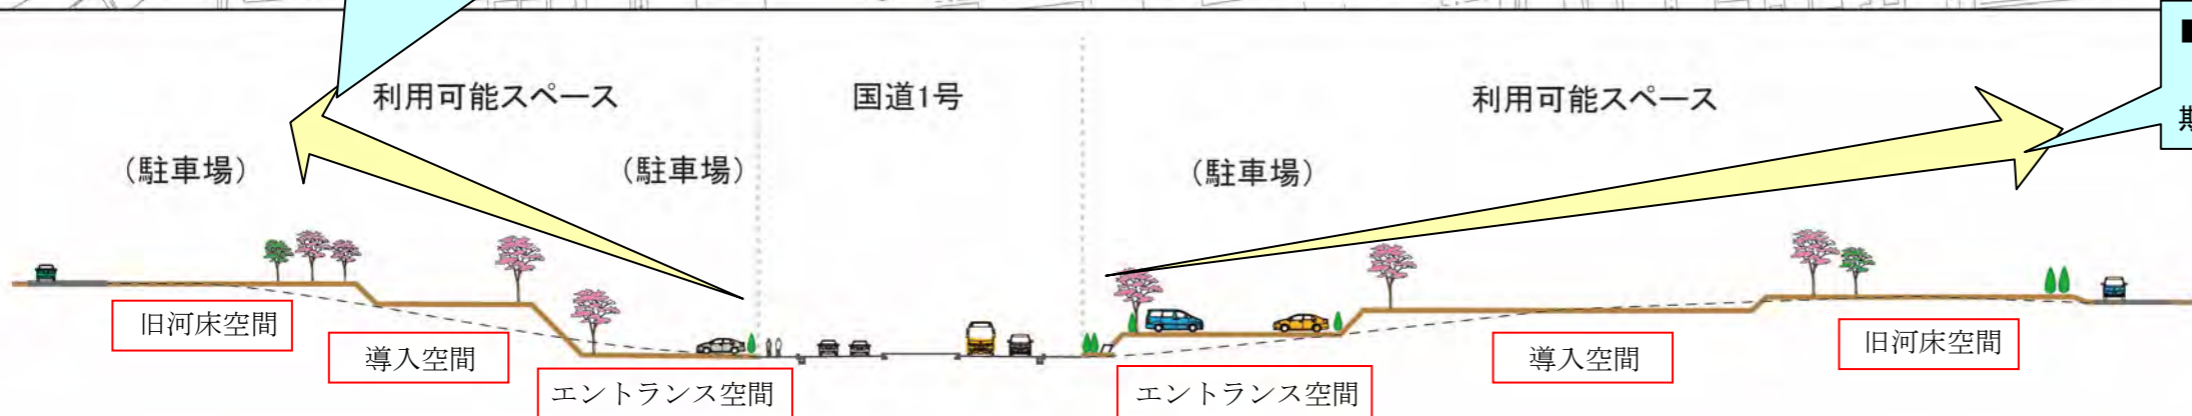 利用可能スペース
国道1号
利用可能スペース
■
期
（駐車場）
（駐車場）
（駐車場）
旧河床空間
導入空間
エントランス空間
エントランス空間
導入空間
旧河床空間